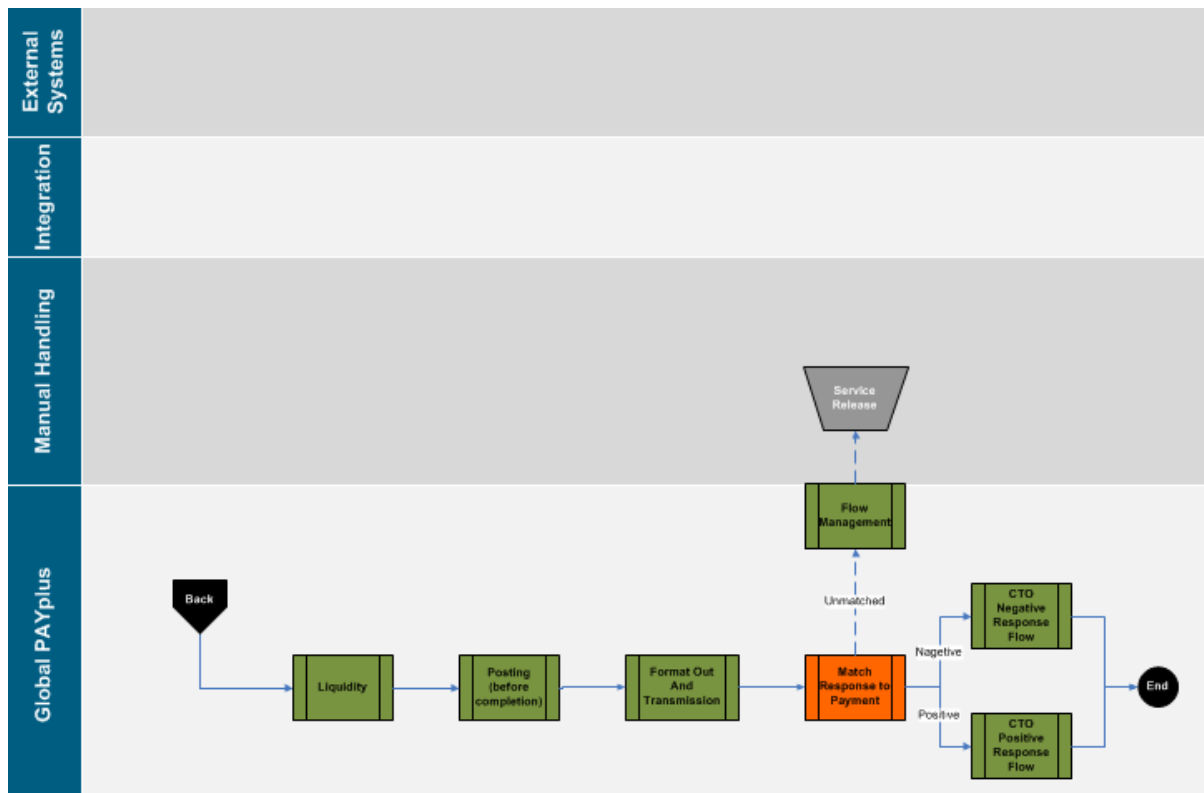 External
Systems
Integration
Manual Handling
Service
Release
Global PAYplus
Flow
Management
Unmatched
Back
Liquidity
Posting
(before
completion)
Format Out
And
Transmission
Match
Response to
Payment
Nagetive
Positive
CTO
Negative
Response
Flow
CTO
Positive
Response
Flow
End